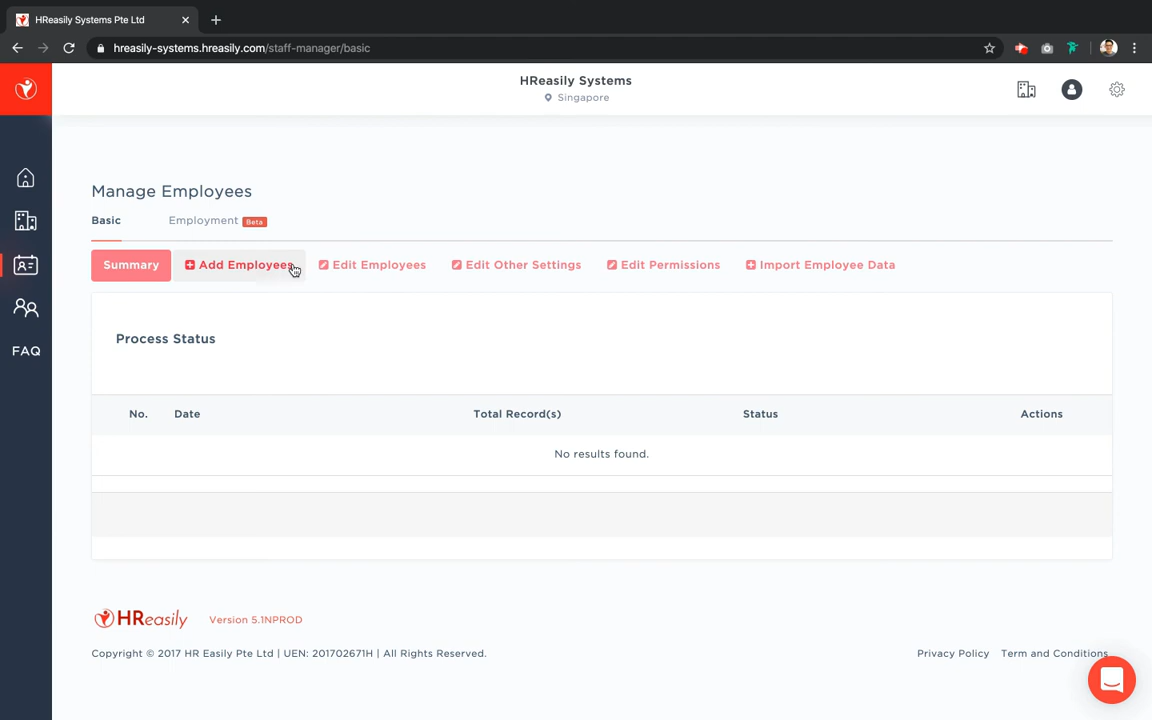 HReasily Systems Pte Ltd
hreasily-systems.hreasily.com/staff-manager/basic
HReasily Systems
Singapore
Manage Employees
Basic
Employment Beta
Summary
Add Employees
Edit Employees
Edit Other Settings
Edit Permissions
Import Employee Data
FAQ
Process Status
No. Date Total Record(s) Status Actions
No results found.
HReasily Version 5.1NPROD
Copyright © 2017 HR Easily Pte Ltd | UEN: 201702671H | All Rights Reserved.
Privacy Policy Term and Conditions